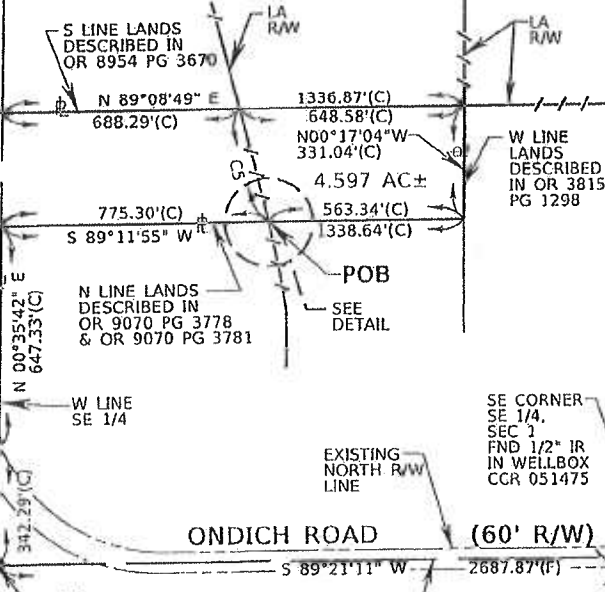 S LINE LANDS
DESCRIBED IN
OR 8954 PG 3670
LA
R/W
LA
R/W
N 89°08'49" E
1336.87'(C)
688.29'(C)
648.58'(C)
N00°17'04"W
331.04'(C)
W LINE
LANDS
DESCRIBED
IN OR 3815
PG 1298
C5
4.597 AC±
775.30'(C)
563.34'(C)
S 89°11'55" W
1338.64'(C)
POB
N LINE LANDS
DESCRIBED IN
OR 9070 PG 3778
& OR 9070 PG 3781
SEE
DETAIL
N 00°35'42" E
647.33'(C)
W LINE
SE 1/4
SE CORNER
SE 1/4,
SEC 1
FND 1/2" IR
IN WELLBOX
CCR 051475
EXISTING
NORTH R/W
LINE
342.29'(C)
ONDICH ROAD (60' R/W)
S 89°21'11" W
2687.87'(F)